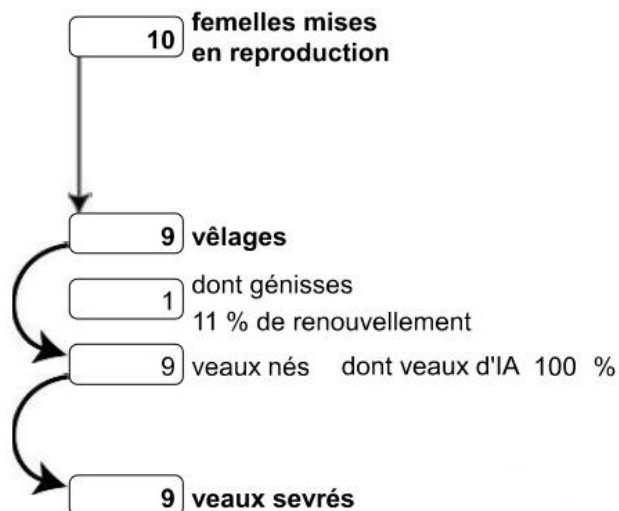 10 femelles mises
en reproduction
9 vêlages
1 dont génisses
11 % de renouvellement
9 veaux nés dont veaux d'IA 100 %
9 veaux sevrés